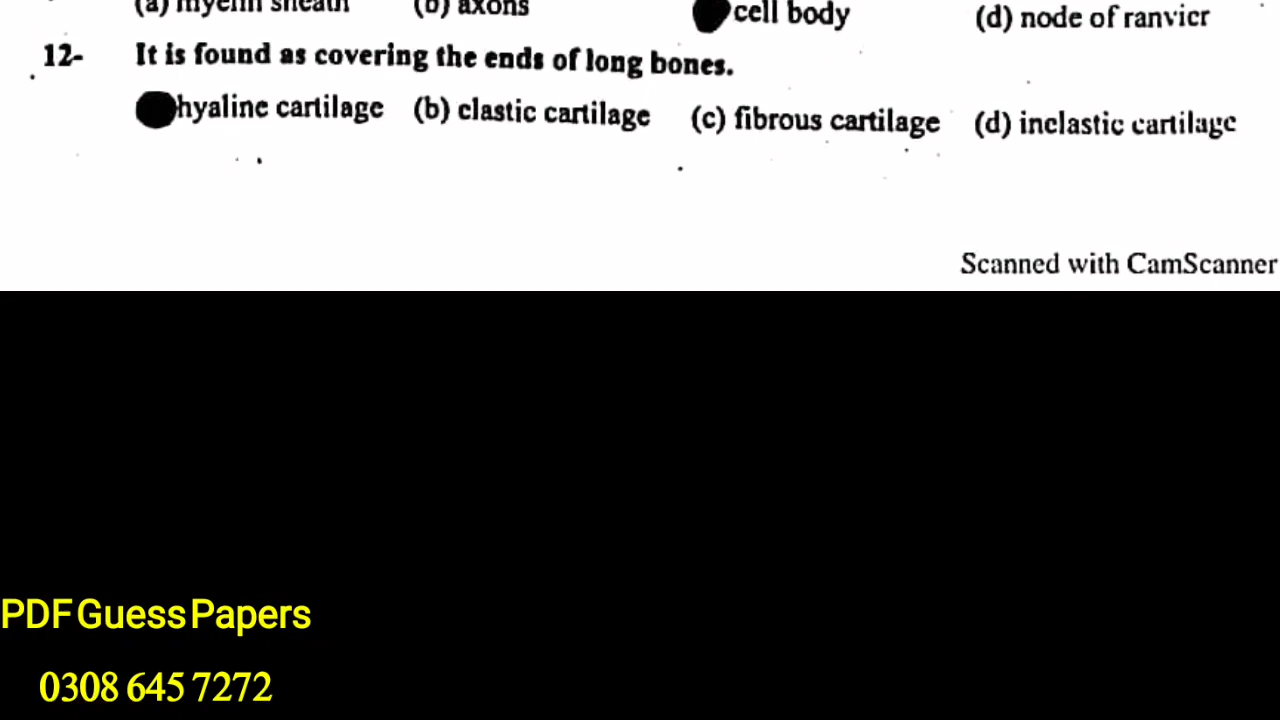 (a) myelin sheath (b) axons cell body (d) node of ranvier
12- It is found as covering the ends of long bones.
hyaline cartilage (b) elastic cartilage (c) fibrous cartilage (d) inelastic cartilage
Scanned with CamScanner
PDF Guess Papers
0308 645 7272